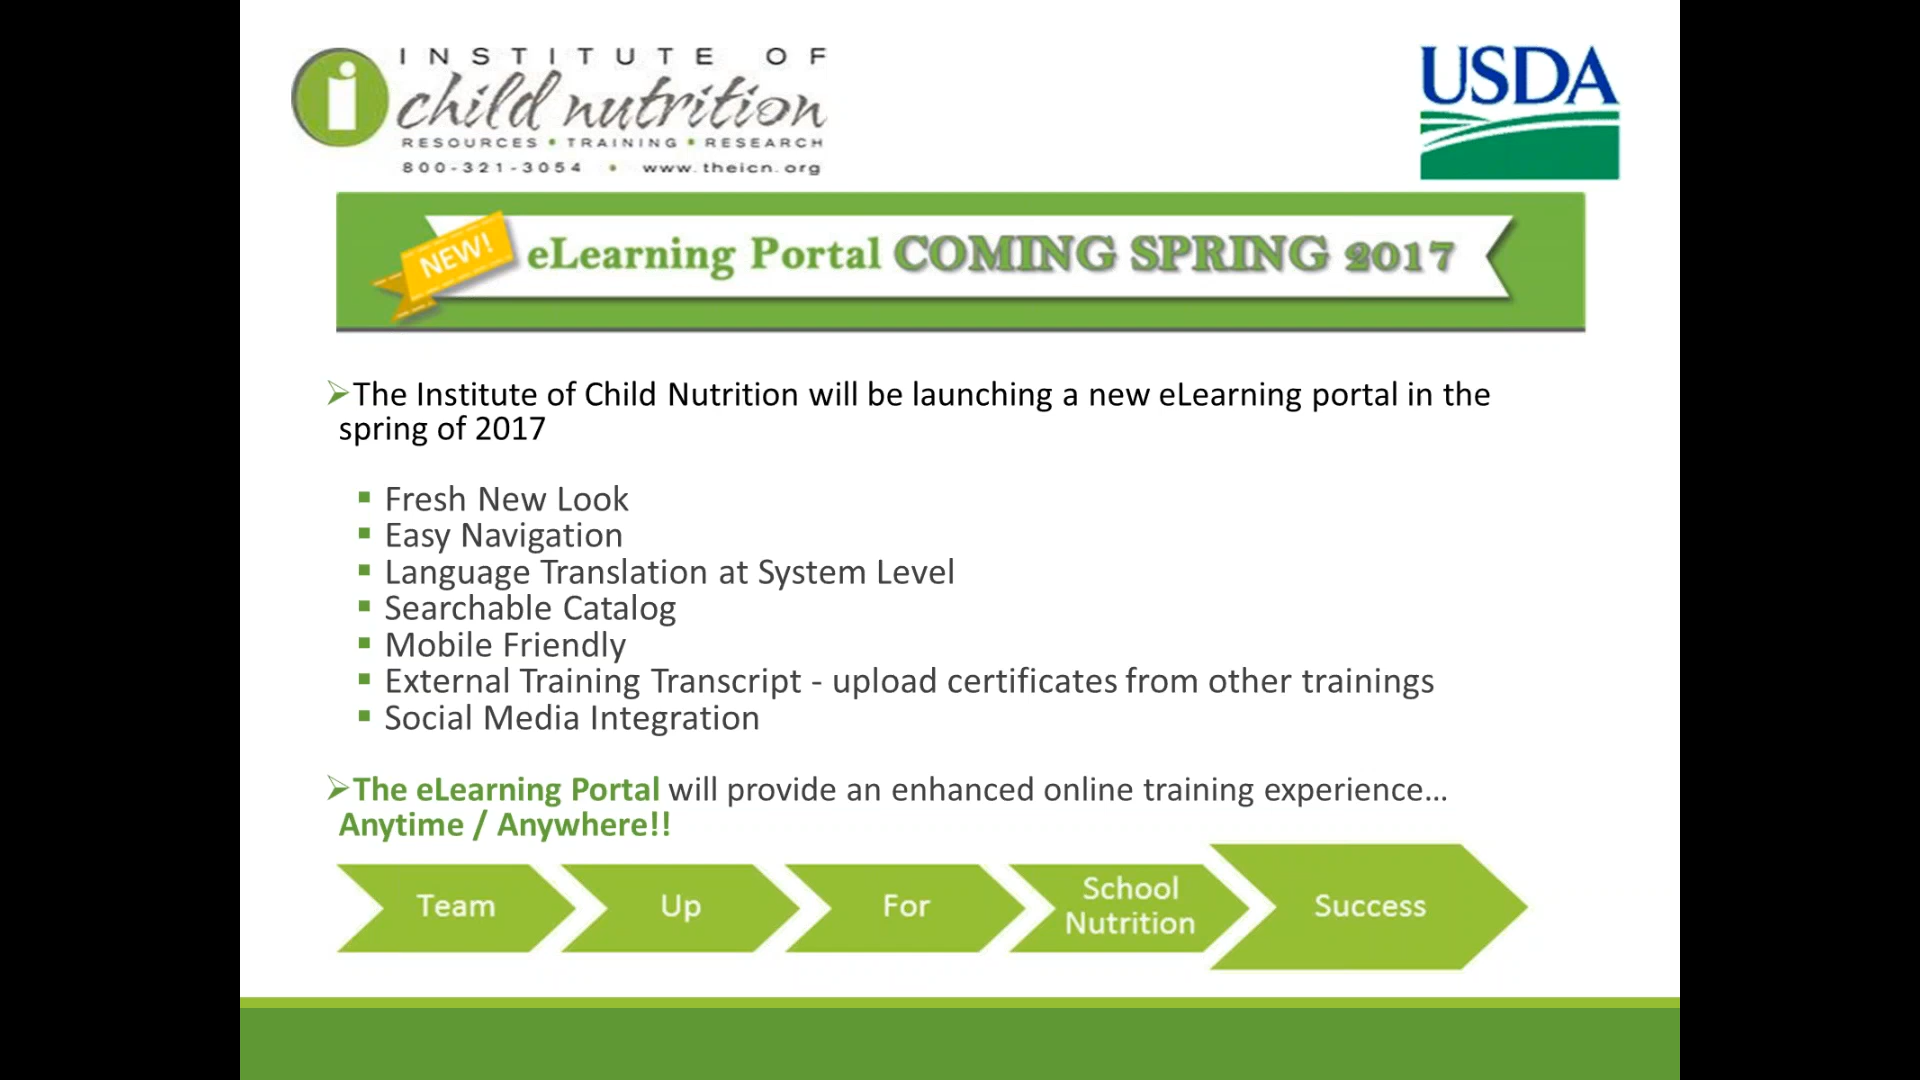 INSTITUTE OF
child nutrition
RESOURCES • TRAINING • RESEARCH
800-321-3054 • www.theicn.org
USDA
NEW! eLearning Portal COMING SPRING 2017
The Institute of Child Nutrition will be launching a new eLearning portal in the
spring of 2017
Fresh New Look
Easy Navigation
Language Translation at System Level
Searchable Catalog
Mobile Friendly
External Training Transcript - upload certificates from other trainings
Social Media Integration
The eLearning Portal will provide an enhanced online training experience…
Anytime / Anywhere!!
Team
Up
For
School
Nutrition
Success